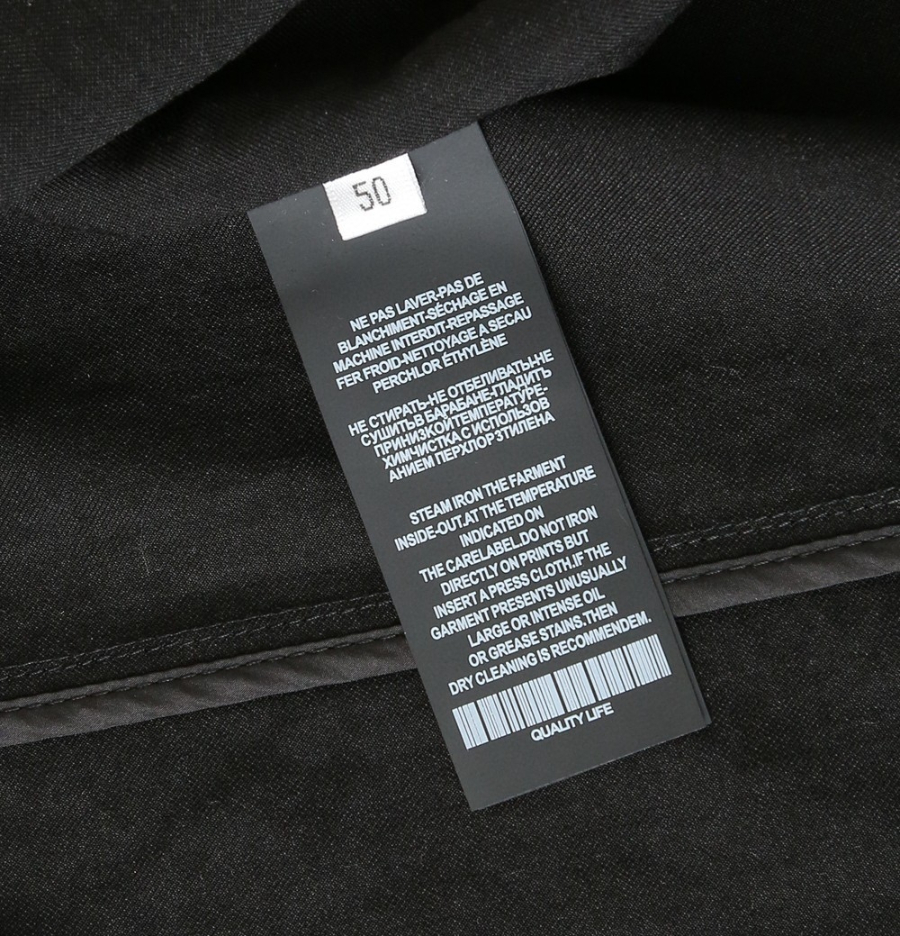 50
NE PAS LAVER-PAS DE
BLANCHIMENT-SÉCHAGE EN
MACHINE INTERDIT-REPASSAGE
FER FROID-NETTOYAGE A SECAU
PERCHLOR ÉTHYLÈNE
НЕ СТИРАТЬ-НЕ ОТБЕЛИВАТЬ-НЕ
СУШИТЬ В БАРАБАНЕ-ГЛАДИТЬ
ПРИНИЗКОЙТЕМПЕРАТУРЕ-
ХИМЧИСТКА С ИСПОЛЬЗОВ
АНИЕМ ПЕРХЛОРЗТИЛЕНА
STEAM IRON THE FARMENT
INSIDE-OUT.AT THE TEMPERATURE
INDICATED ON
THE CARELABEL.DO NOT IRON
DIRECTLY ON PRINTS BUT
INSERT A PRESS CLOTH.IF THE
GARMENT PRESENTS UNUSUALLY
LARGE OR INTENSE OIL
OR GREASE STAINS.THEN
DRY CLEANING IS RECOMMENDEM.
QUALITY LIFE